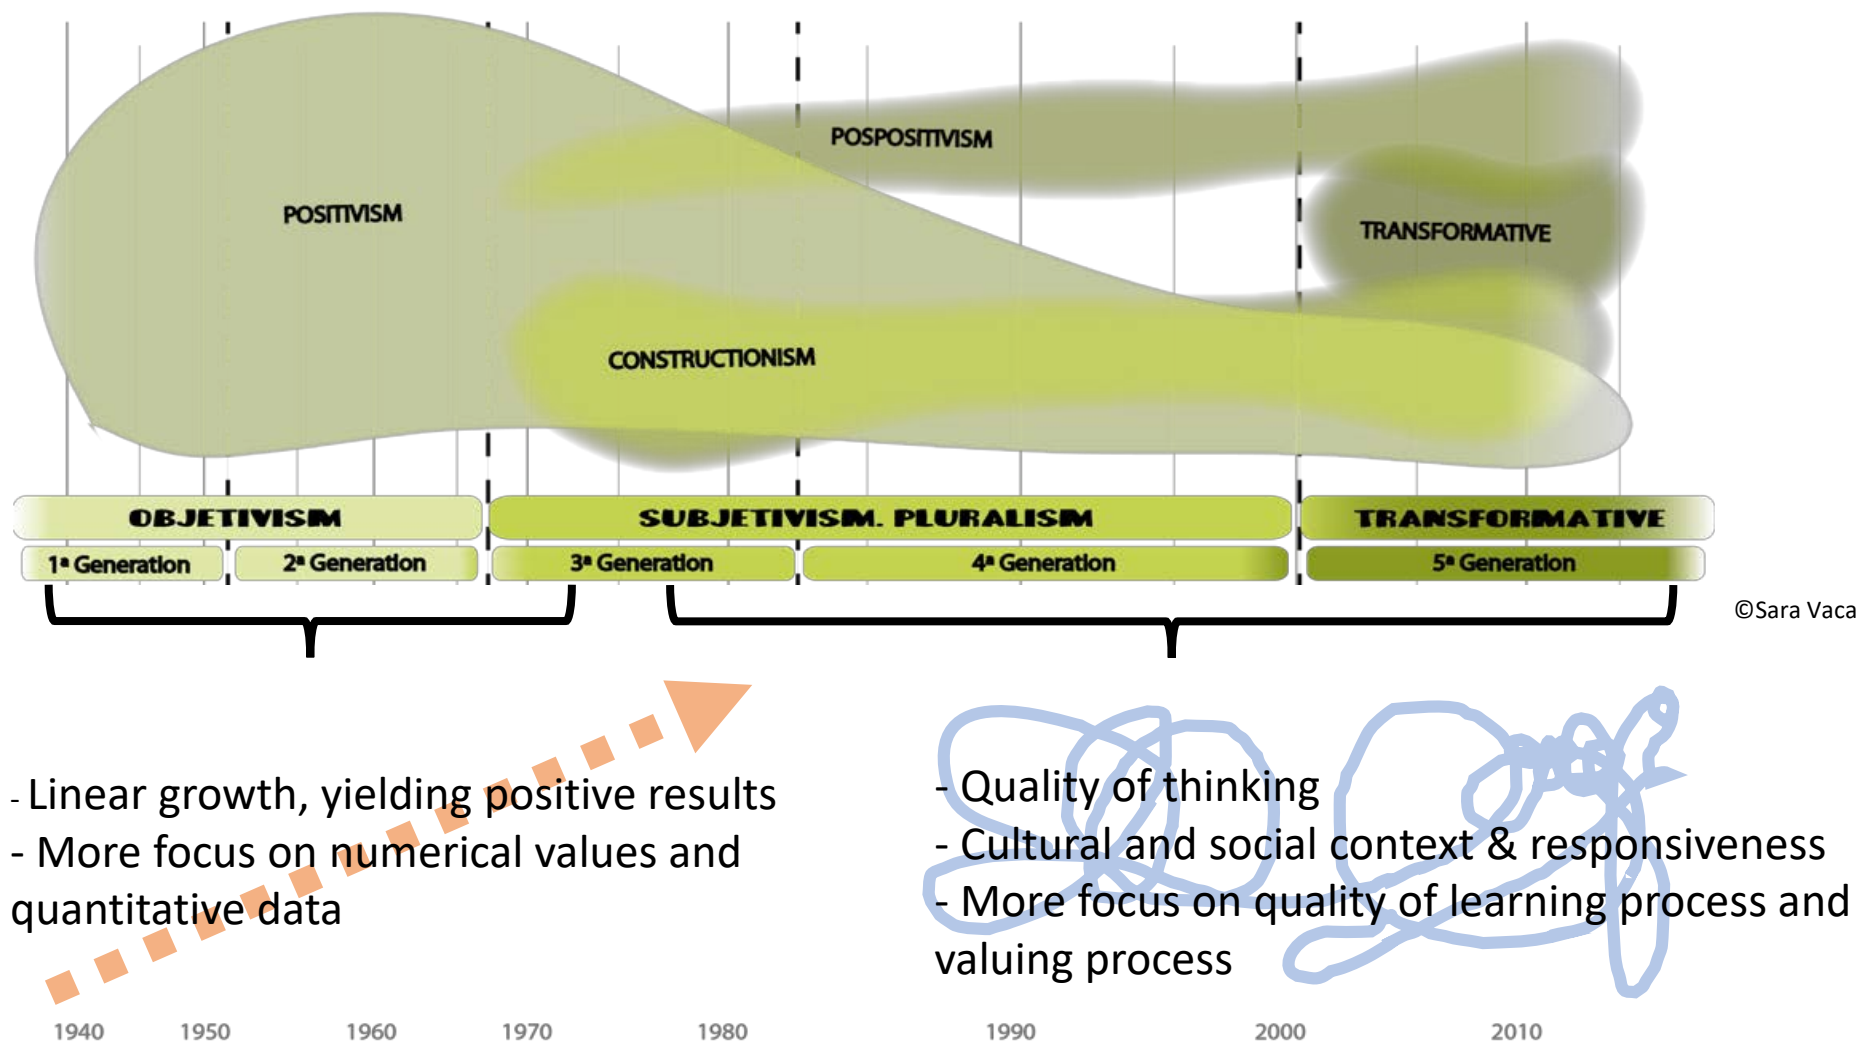 POSPOSITIVISM
POSITIVISM
TRANSFORMATIVE
CONSTRUCTIONISM
OBJETIVISM
SUBJETIVISM. PLURALISM
TRANSFORMATIVE
1ª Generation
2ª Generation
3ª Generation
4ª Generation
5ª Generation
©Sara Vaca
- Linear growth, yielding positive results
- More focus on numerical values and
quantitative data
- Quality of thinking
- Cultural and social context & responsiveness
- More focus on quality of learning process and
valuing process
1940 1950 1960 1970 1980 1990 2000 2010